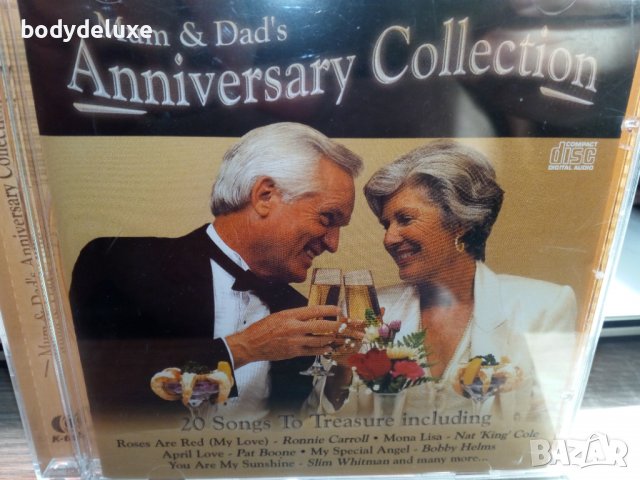 bodydeluxe
Mum & Dad's
Anniversary Collection
COMPACT
disc
DIGITAL AUDIO
Mum & Dad's Anniversary Collection
20 Songs To Treasure including
Roses Are Red (My Love) - Ronnie Carroll • Mona Lisa - Nat 'King' Cole
April Love - Pat Boone • My Special Angel - Bobby Helms
You Are My Sunshine - Slim Whitman and many more...
BAZAR